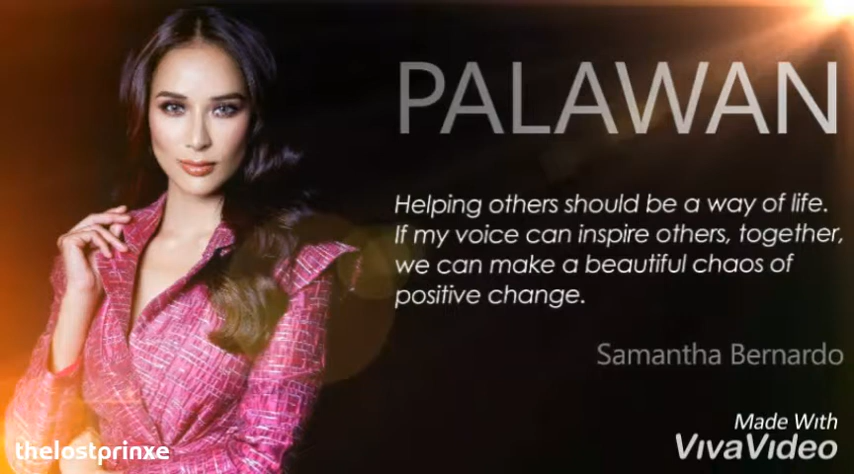 PALAWAN
Helping others should be a way of life.
If my voice can inspire others, together,
we can make a beautiful chaos of
positive change.
Samantha Bernardo
Made With
VivaVideo
thelostprinxe